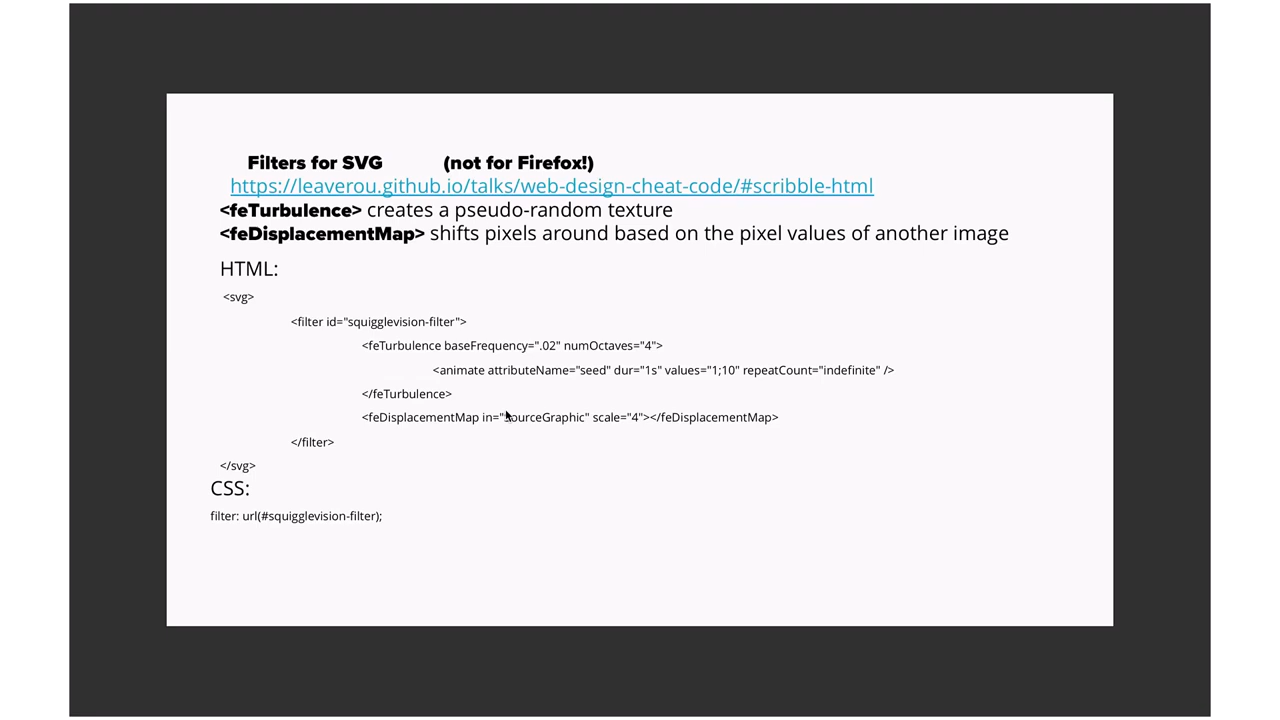 Filters for SVG (not for Firefox!)
https://leaverou.github.io/talks/web-design-cheat-code/#scribble-html
<feTurbulence> creates a pseudo-random texture
<feDisplacementMap> shifts pixels around based on the pixel values of another image
HTML:
<svg>
<filter id="squigglevision-filter">
<feTurbulence baseFrequency=".02" numOctaves="4">
<animate attributeName="seed" dur="1s" values="1;10" repeatCount="indefinite" />
</feTurbulence>
<feDisplacementMap in="SourceGraphic" scale="4"></feDisplacementMap>
</filter>
</svg>
CSS:
filter: url(#squigglevision-filter);